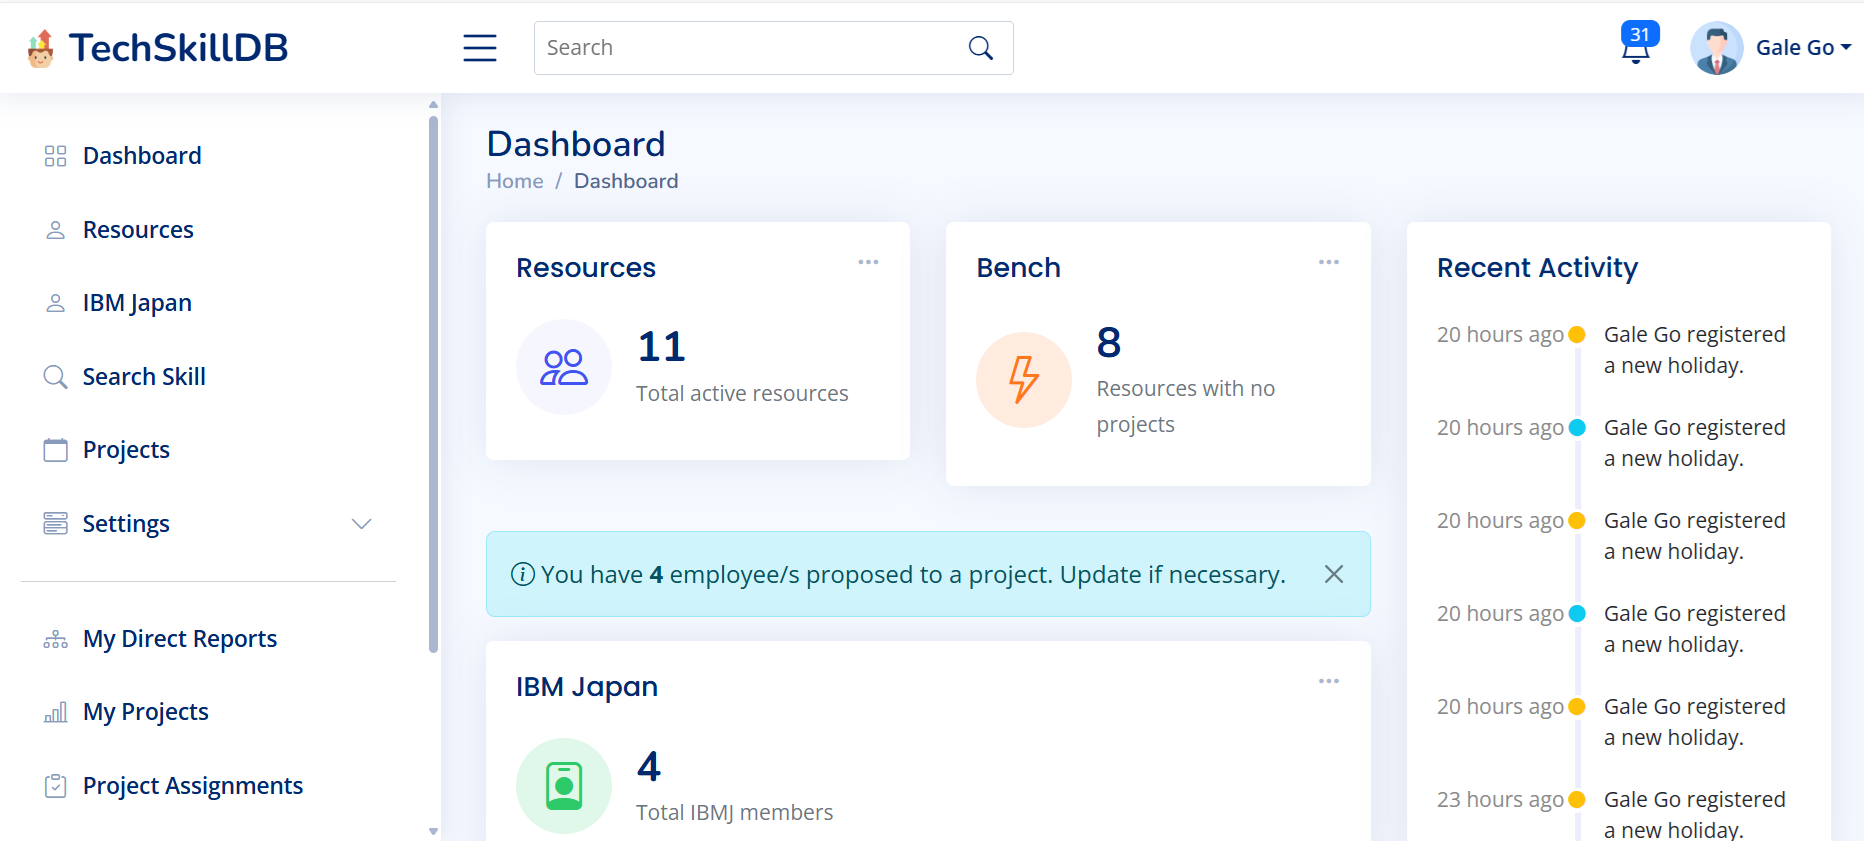 TechSkillDB
Search
31
Gale Go
Dashboard
Resources
IBM Japan
Search Skill
Projects
Settings
My Direct Reports
My Projects
Project Assignments
Dashboard
Home / Dashboard
Resources
11
Total active resources
Bench
8
Resources with no
projects
You have 4 employee/s proposed to a project. Update if necessary.
IBM Japan
4
Total IBMJ members
Recent Activity
20 hours ago Gale Go registered
a new holiday.
20 hours ago Gale Go registered
a new holiday.
20 hours ago Gale Go registered
a new holiday.
20 hours ago Gale Go registered
a new holiday.
20 hours ago Gale Go registered
a new holiday.
23 hours ago Gale Go registered
a new holiday.